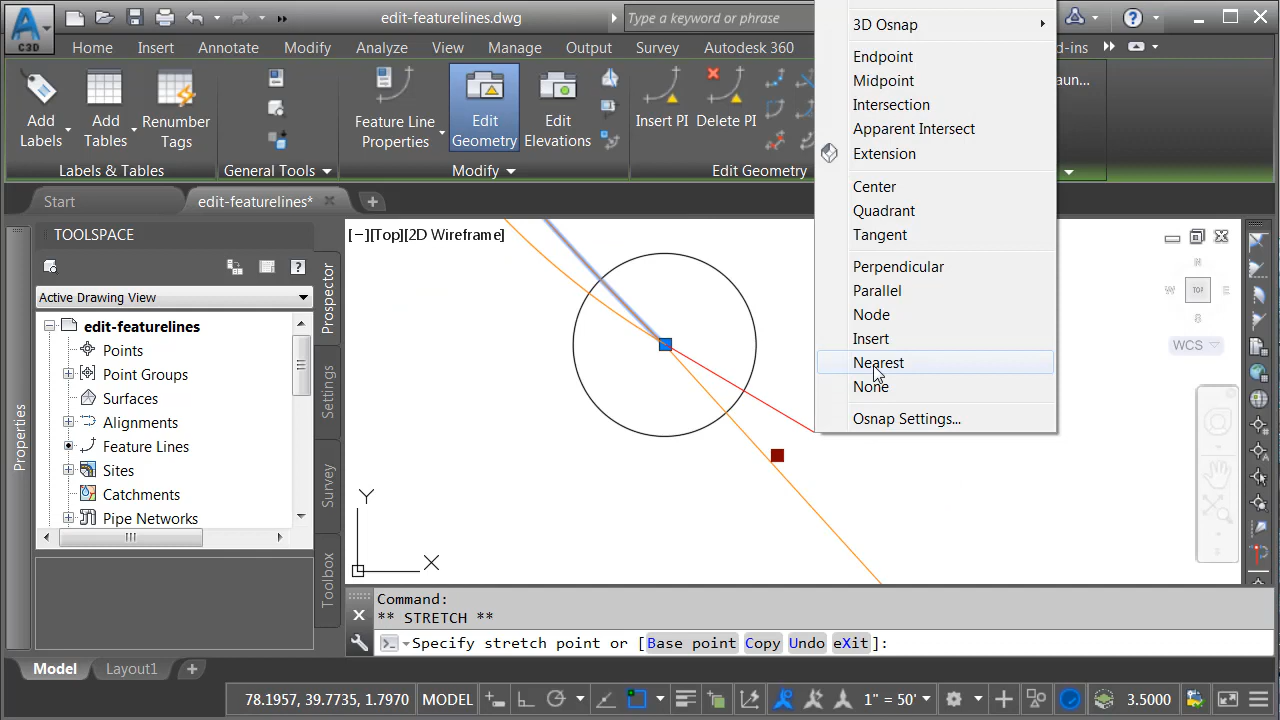 edit-featurelines.dwg
Type a keyword or phrase
C3D
Home Insert Annotate Modify Analyze View Manage Output Survey Autodesk 360
d-ins
Add Labels
Add Tables
Renumber Tags
Feature Line Properties
Edit Geometry
Edit Elevations
Insert PI
Delete PI
aun...
Labels & Tables
General Tools
Modify
Edit Geometry
Start
edit-featurelines*
TOOLSPACE
Active Drawing View
edit-featurelines
Points
Point Groups
Surfaces
Alignments
Feature Lines
Sites
Catchments
Pipe Networks
Properties
Prospector
Settings
Survey
Toolbox
[−][Top][2D Wireframe]
Y
X
3D Osnap
Endpoint
Midpoint
Intersection
Apparent Intersect
Extension
Center
Quadrant
Tangent
Perpendicular
Parallel
Node
Insert
Nearest
None
Osnap Settings...
N
W
TOP
E
S
WCS
Command:
** STRETCH **
Specify stretch point or [Base point Copy Undo eXit]:
Model
Layout1
78.1957, 39.7735, 1.7970
MODEL
1" = 50'
3.5000